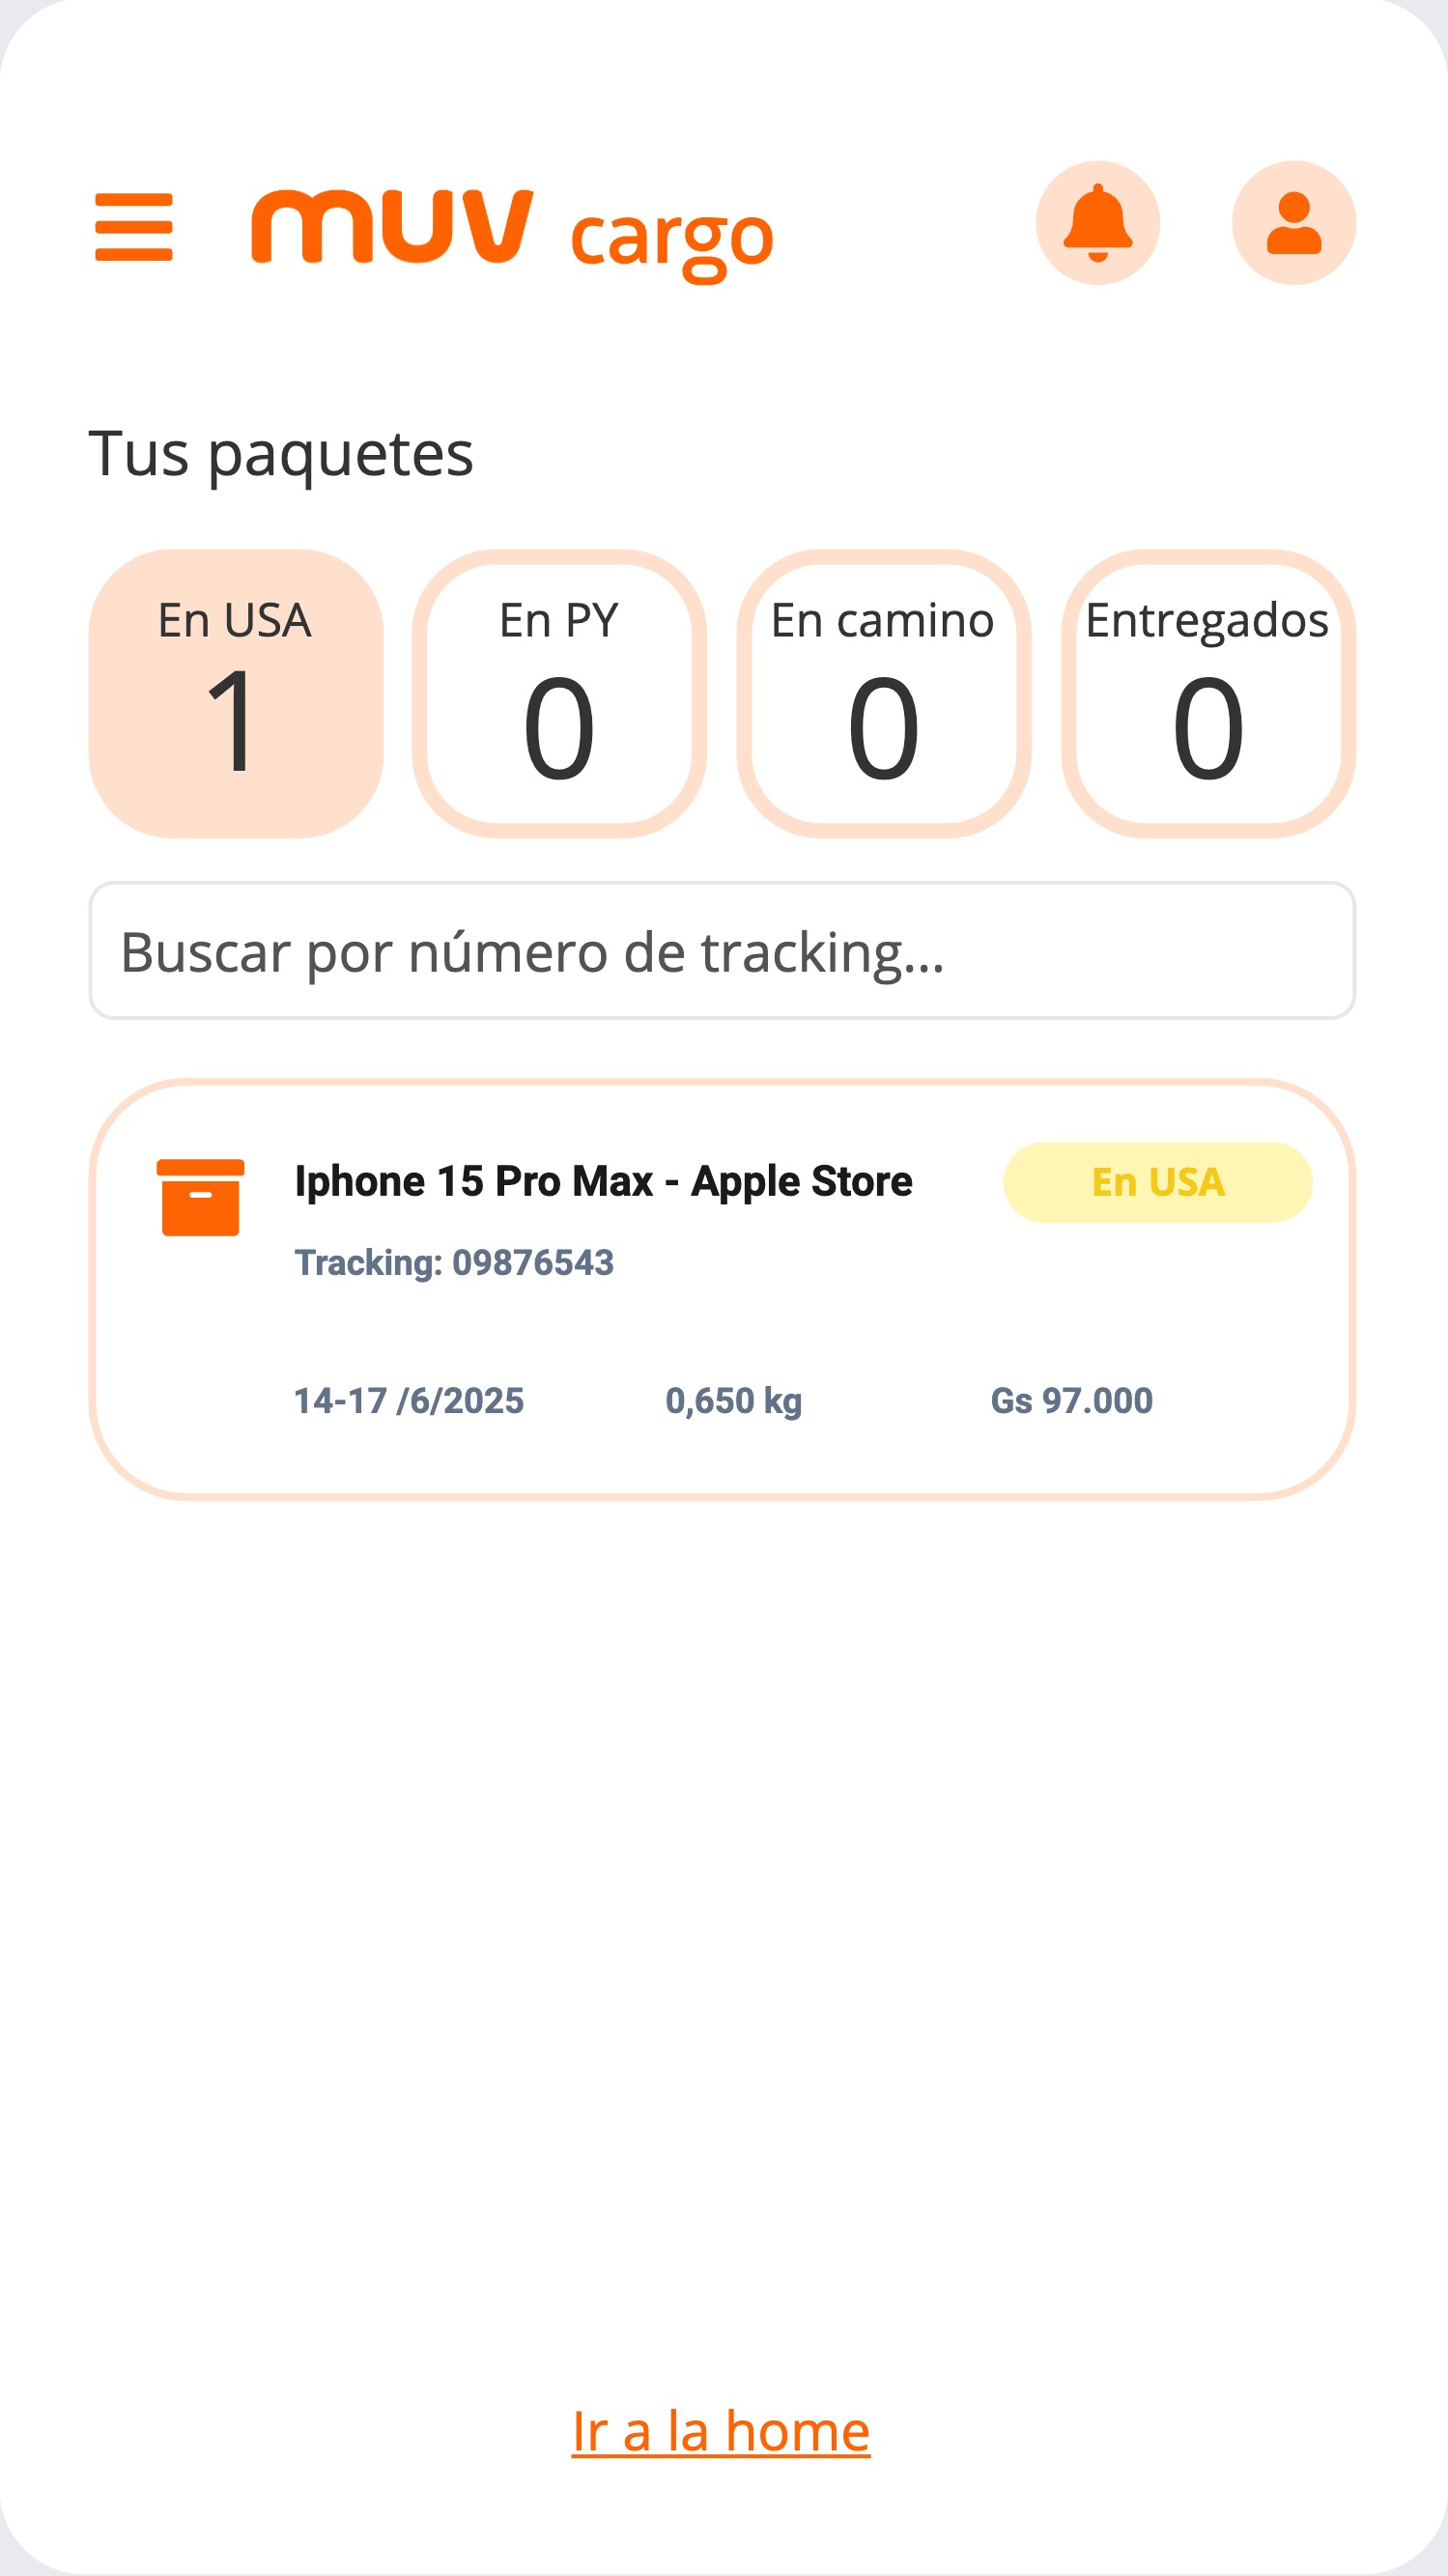 muv cargo
Tus paquetes
En USA En PY En camino Entregados
1 0 0 0
Buscar por número de tracking...
Iphone 15 Pro Max - Apple Store En USA
Tracking: 09876543
14-17 /6/2025 0,650 kg Gs 97.000
Ir a la home